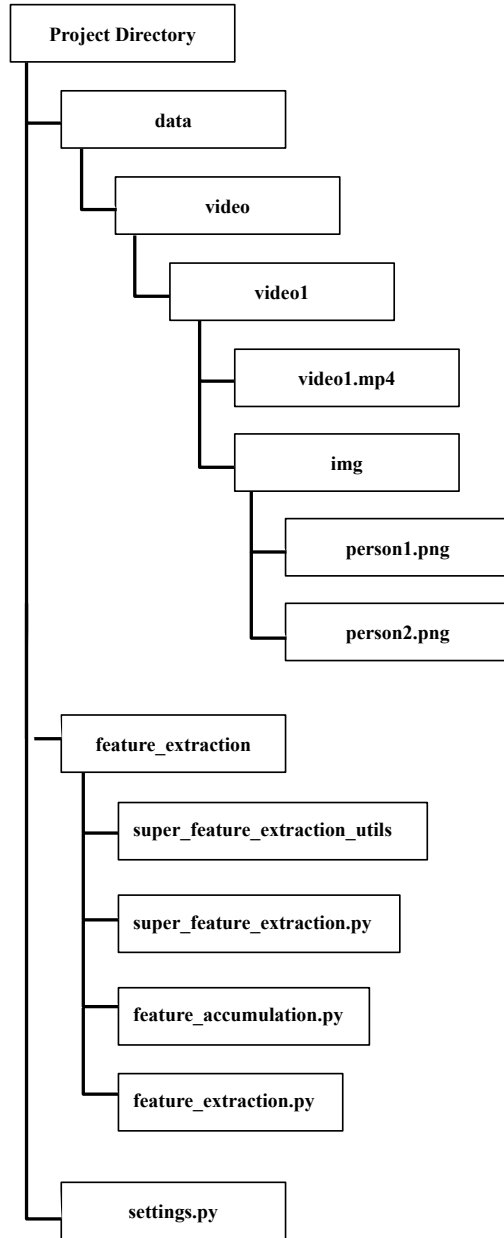 Project Directory
data
video
video1
video1.mp4
img
person1.png
person2.png
feature_extraction
super_feature_extraction_utils
super_feature_extraction.py
feature_accumulation.py
feature_extraction.py
settings.py